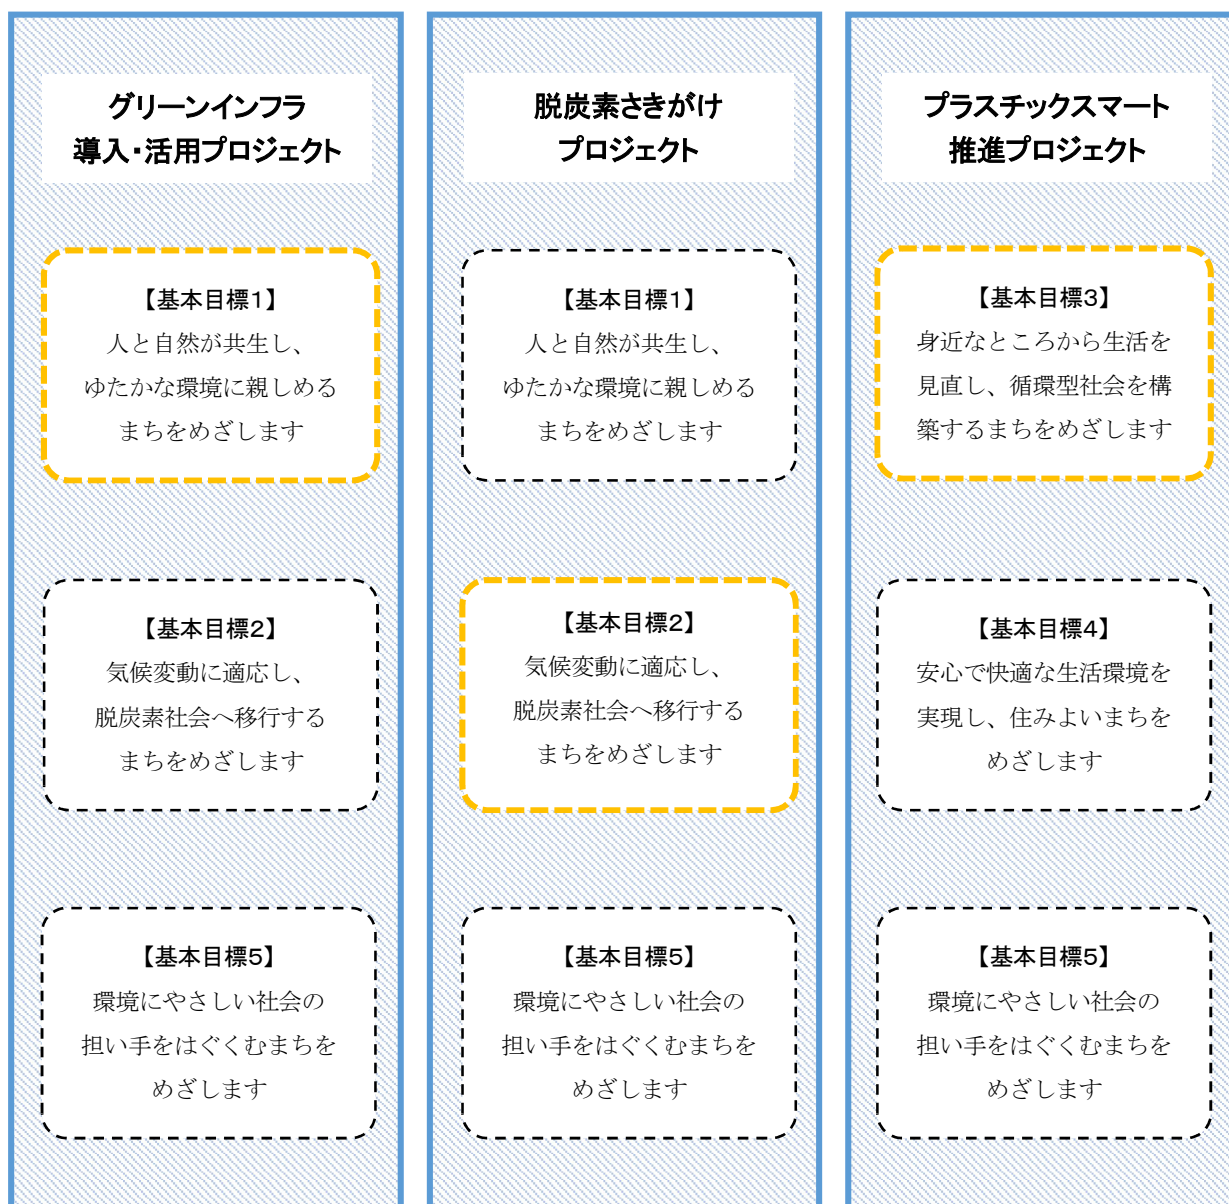 グリーンインフラ
導入・活用プロジェクト
【基本目標1】
人と自然が共生し、
ゆたかな環境に親しめる
まちをめざします
【基本目標2】
気候変動に適応し、
脱炭素社会へ移行する
まちをめざします
【基本目標5】
環境にやさしい社会の
担い手をはぐくむまちを
めざします
脱炭素さきがけ
プロジェクト
【基本目標1】
人と自然が共生し、
ゆたかな環境に親しめる
まちをめざします
【基本目標2】
気候変動に適応し、
脱炭素社会へ移行する
まちをめざします
【基本目標5】
環境にやさしい社会の
担い手をはぐくむまちを
めざします
プラスチックスマート
推進プロジェクト
【基本目標3】
身近なところから生活を
見直し、循環型社会を構
築するまちをめざします
【基本目標4】
安心で快適な生活環境を
実現し、住みよいまちを
めざします
【基本目標5】
環境にやさしい社会の
担い手をはぐくむまちを
めざします